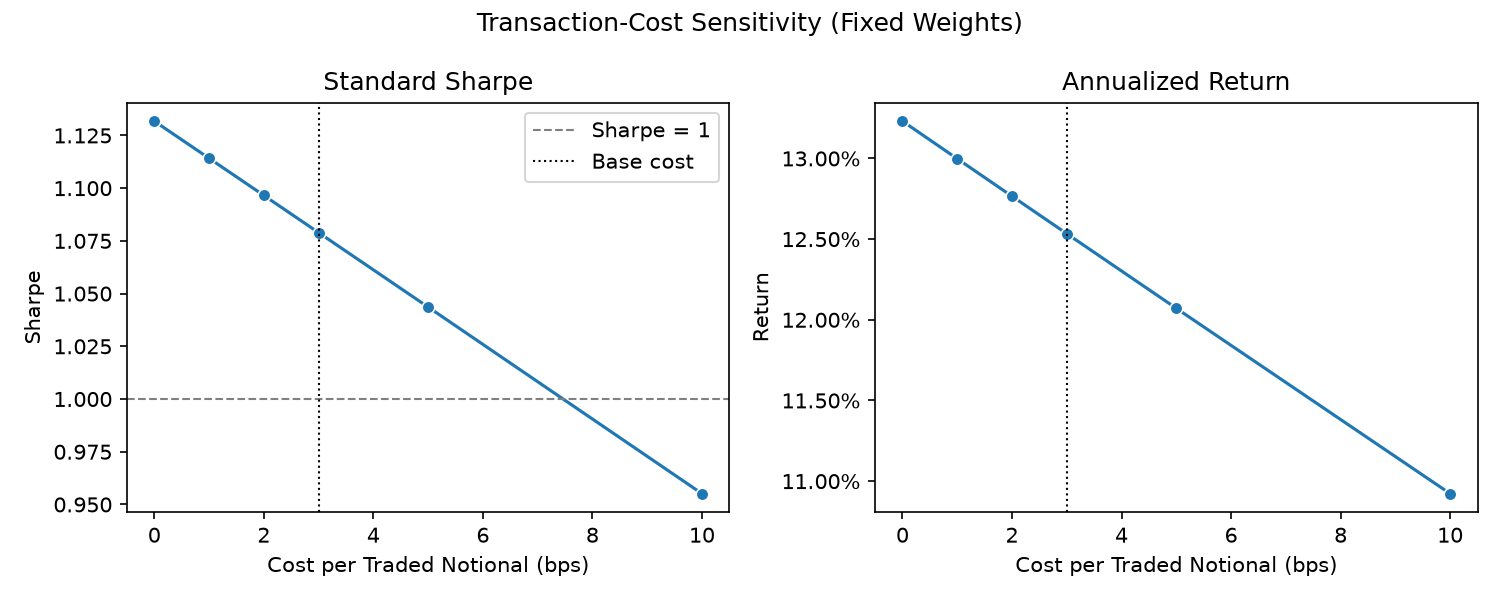 Transaction-Cost Sensitivity (Fixed Weights)
Standard Sharpe
Sharpe
1.125
1.100
1.075
1.050
1.025
1.000
0.975
0.950
Sharpe = 1
Base cost
0 2 4 6 8 10
Cost per Traded Notional (bps)
Annualized Return
Return
13.00%
12.50%
12.00%
11.50%
11.00%
0 2 4 6 8 10
Cost per Traded Notional (bps)